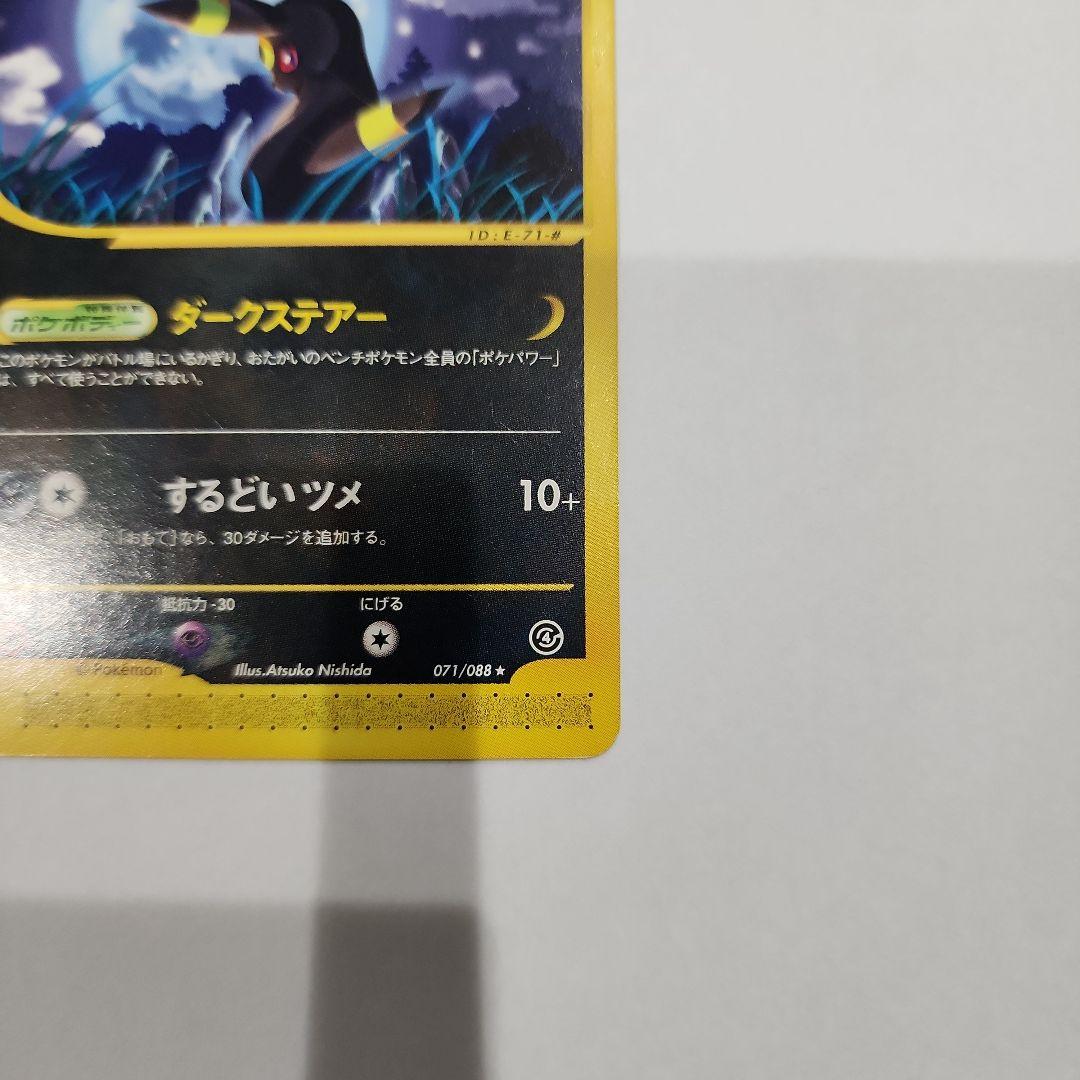 ID:E-71-#
ポケボディー ダークステアー
このポケモンがバトル場にいるかぎり、おたがいのベンチポケモン全員の「ポケパワー」
は、すべて使うことができない。
するどいツメ 10+
「おもて」なら、30ダメージを追加する。
抵抗力 -30 にげる
© Pokémon Illus.Atsuko Nishida 071/088★
4